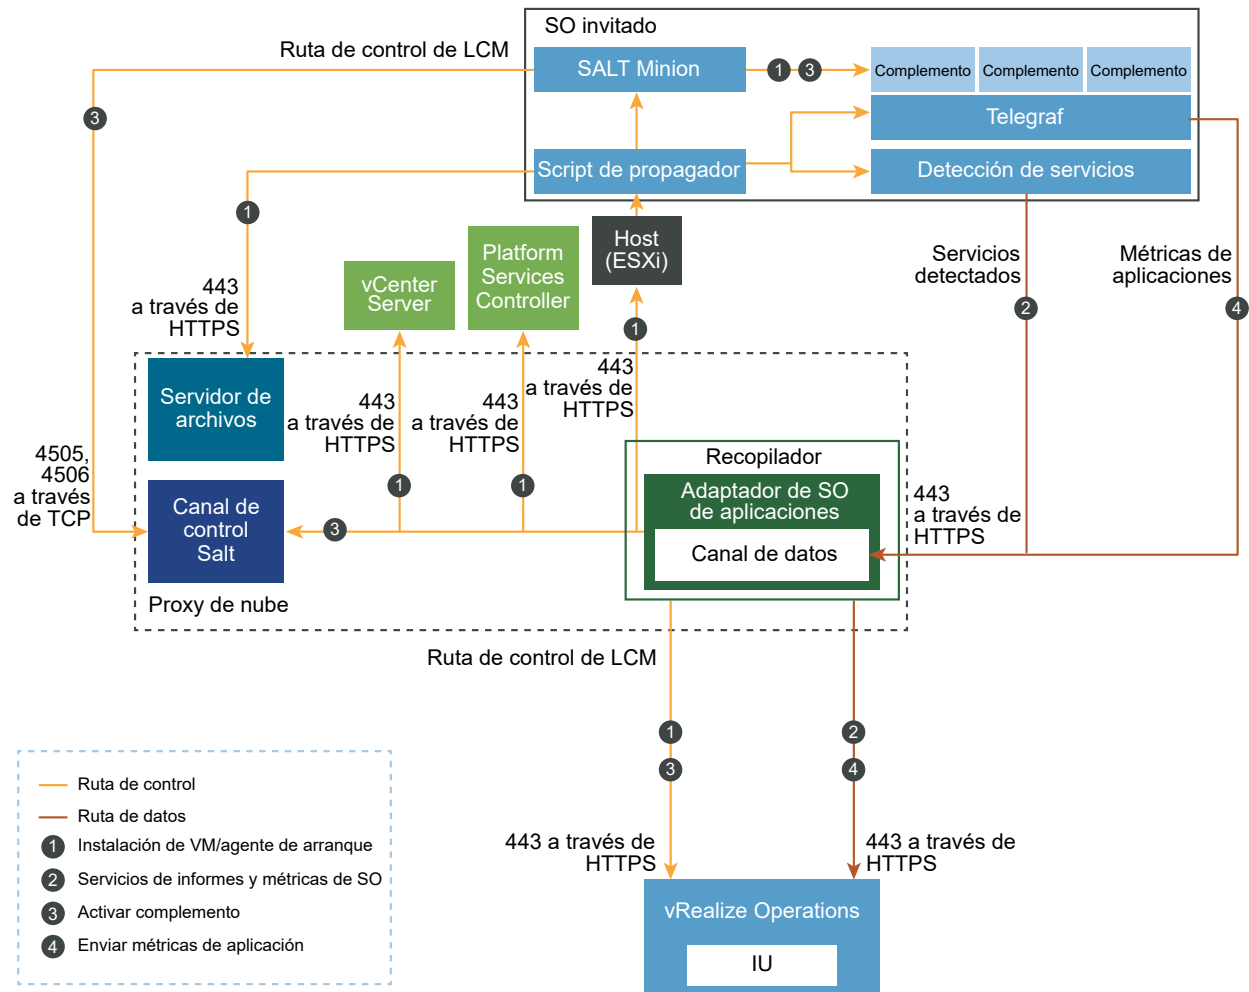 SO invitado
Ruta de control de LCM
SALT Minion
1
3
Complemento
Complemento
Complemento
3
Telegraf
Script de propagador
Detección de servicios
1
Host
(ESXi)
Platform
Services
Controller
vCenter
Server
Servicios
detectados
Métricas de
aplicaciones
443
a través de
HTTPS
1
2
4
Servidor de
archivos
443
a través de
HTTPS
443
a través de
HTTPS
443
a través de
HTTPS
4505,
4506
a través
de TCP
Canal de
control
Salt
1
1
3
Recopilador
Adaptador de SO
de aplicaciones
Canal de datos
443
a través de
HTTPS
Proxy de nube
Ruta de control de LCM
1
2
3
4
443 a través de
HTTPS
443 a través de
HTTPS
vRealize Operations
IU
Ruta de control
Ruta de datos
1 Instalación de VM/agente de arranque
2 Servicios de informes y métricas de SO
3 Activar complemento
4 Enviar métricas de aplicación